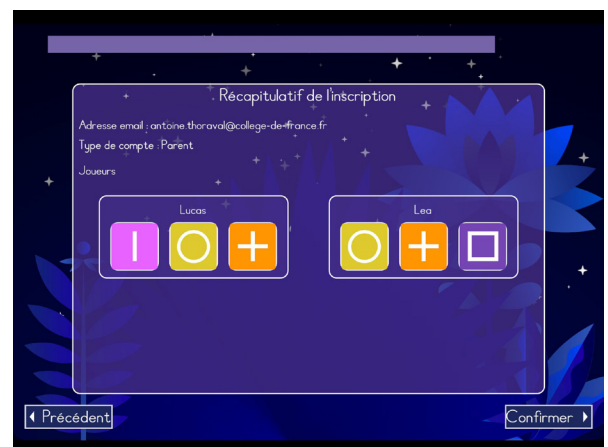 Récapitulatif de l'inscription
Adresse email : antoine.thoraval@college-de-france.fr
Type de compte : Parent
Joueurs
Lucas
Lea
Précédent
Confirmer